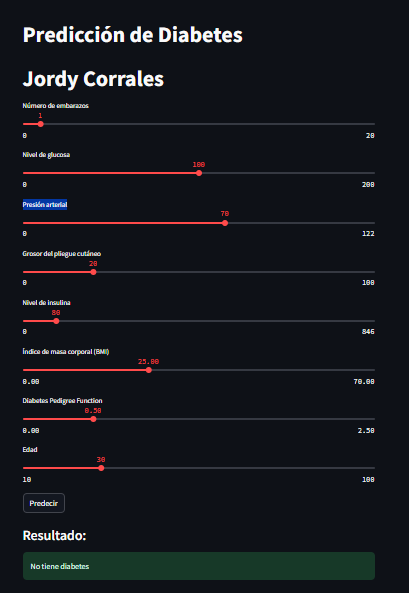 Predicción de Diabetes
Jordy Corrales
Número de embarazos
1
0 20
Nivel de glucosa
100
0 200
Presión arterial
70
0 122
Grosor del pliegue cutáneo
20
0 100
Nivel de insulina
80
0 846
Índice de masa corporal (BMI)
25.00
0.00 70.00
Diabetes Pedigree Function
0.50
0.00 2.50
Edad
30
10 100
Predecir
Resultado:
No tiene diabetes